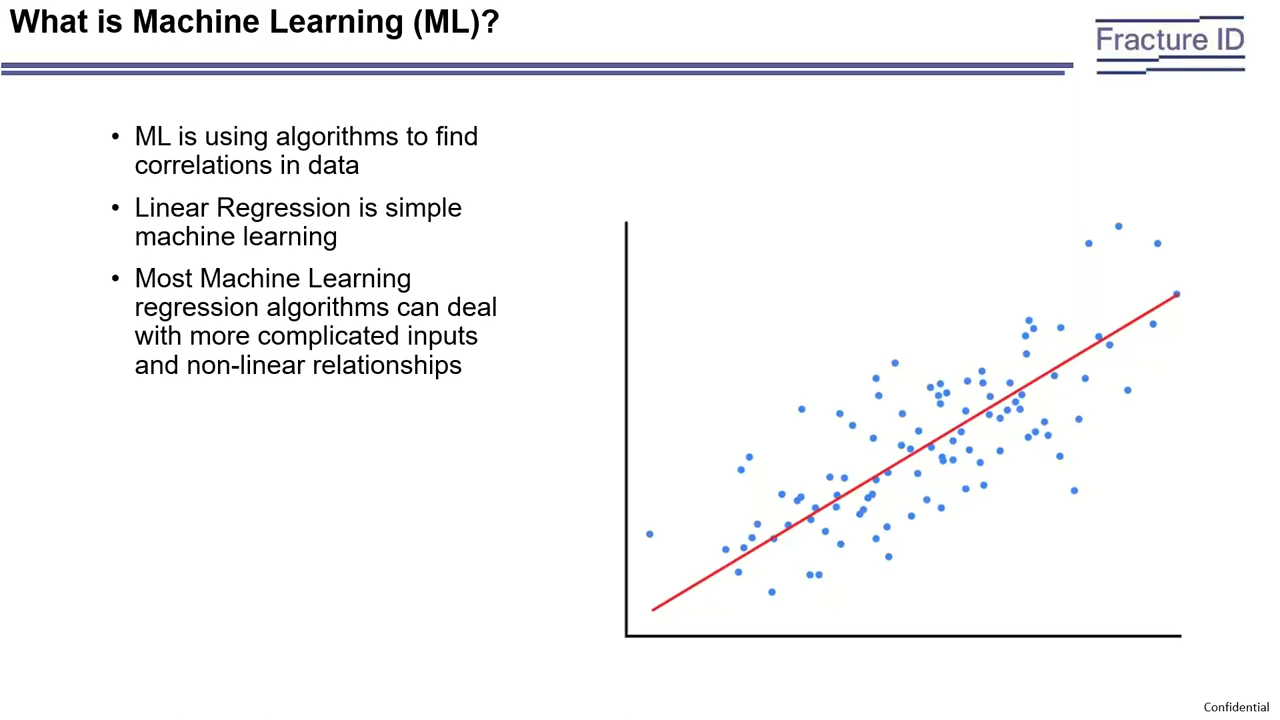 What is Machine Learning (ML)?
Fracture ID
• ML is using algorithms to find
correlations in data
• Linear Regression is simple
machine learning
• Most Machine Learning
regression algorithms can deal
with more complicated inputs
and non-linear relationships
Confidential